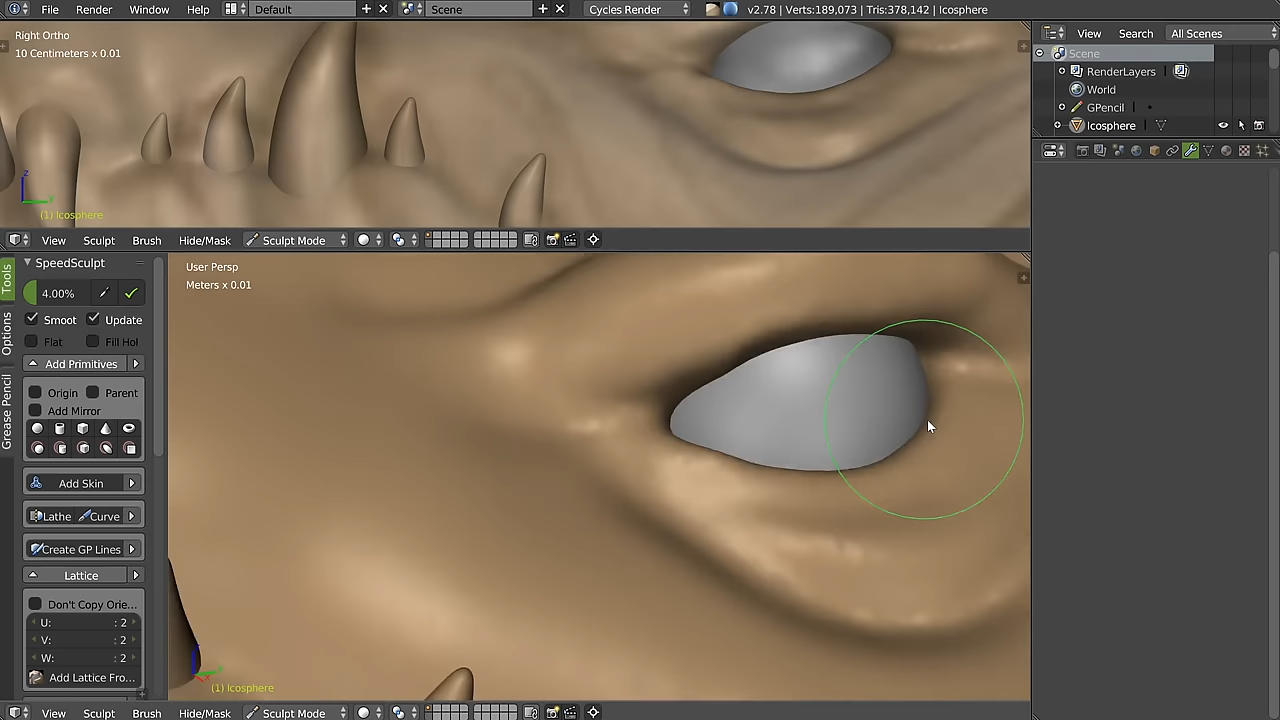 File Render Window Help Default Scene Cycles Render v2.78 | Verts:189,073 | Tris:378,142 | Icosphere
Right Ortho
10 Centimeters x 0.01
(1) Icosphere
View Sculpt Brush Hide/Mask Sculpt Mode
View Search All Scenes
Scene
RenderLayers
World
GPencil
Icosphere
Tools
Options
Grease Pencil
SpeedSculpt
4.00%
Smoot Update
Flat Fill Hol
Add Primitives
Origin Parent
Add Mirror
Add Skin
Lathe Curve
Create GP Lines
Lattice
Don't Copy Orie...
U: : 2
V: : 2
W: : 2
Add Lattice Fro...
User Persp
Meters x 0.01
(1) Icosphere
View Sculpt Brush Hide/Mask Sculpt Mode